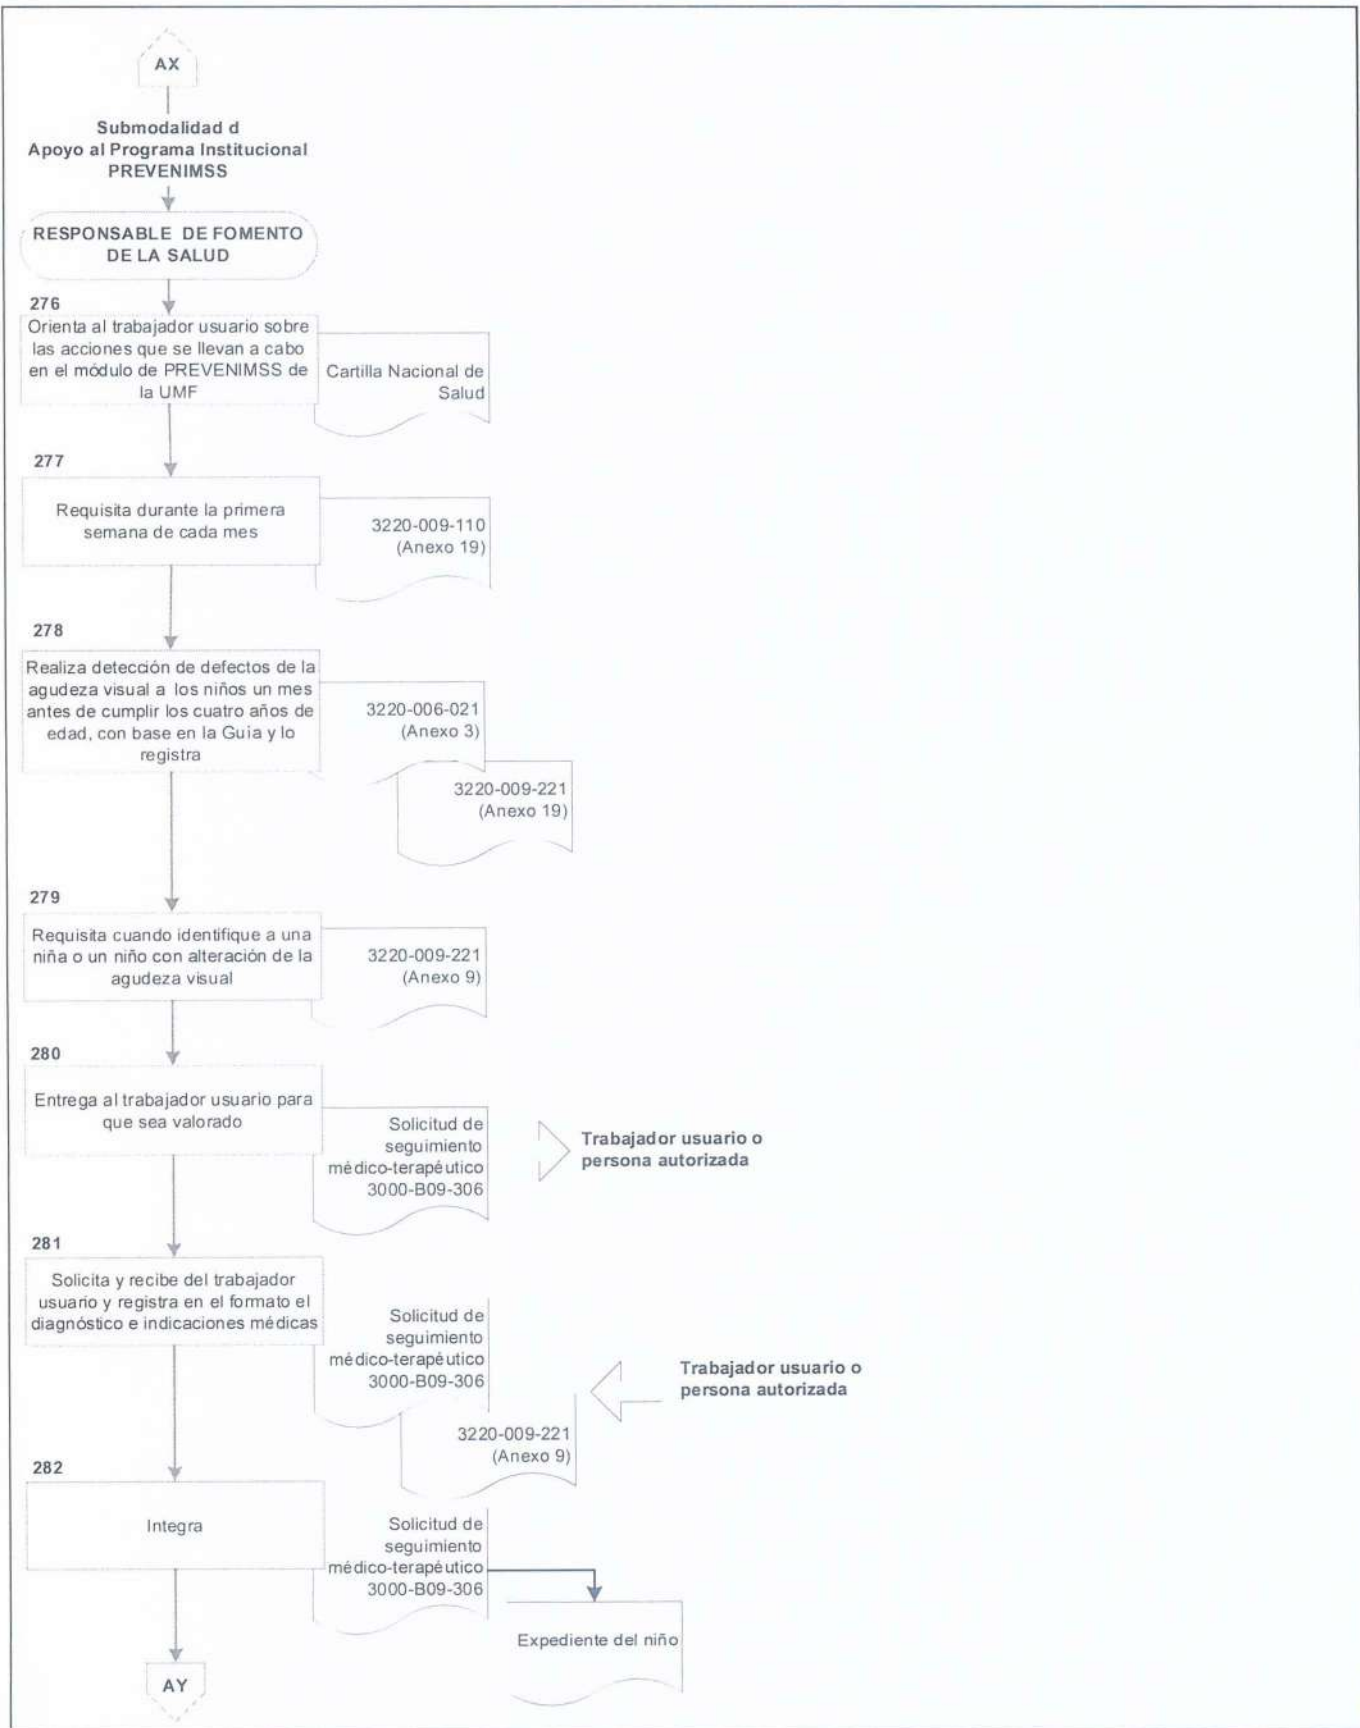 AX
Submodalidad d
Apoyo al Programa Institucional
PREVENIMSS
RESPONSABLE DE FOMENTO
DE LA SALUD
276
Orienta al trabajador usuario sobre
las acciones que se llevan a cabo
en el módulo de PREVENIMSS de
la UMF
Cartilla Nacional de
Salud
277
Requisita durante la primera
semana de cada mes
3220-009-110
(Anexo 19)
278
Realiza detección de defectos de la
agudeza visual a los niños un mes
antes de cumplir los cuatro años de
edad, con base en la Guia y lo
registra
3220-006-021
(Anexo 3)
3220-009-221
(Anexo 19)
279
Requisita cuando identifique a una
niña o un niño con alteración de la
agudeza visual
3220-009-221
(Anexo 9)
280
Entrega al trabajador usuario para
que sea valorado
Solicitud de
seguimiento
médico-terapéutico
3000-B09-306
Trabajador usuario o
persona autorizada
281
Solicita y recibe del trabajador
usuario y registra en el formato el
diagnóstico e indicaciones médicas
Solicitud de
seguimiento
médico-terapéutico
3000-B09-306
Trabajador usuario o
persona autorizada
3220-009-221
(Anexo 9)
282
Integra
Solicitud de
seguimiento
médico-terapéutico
3000-B09-306
Expediente del niño
AY